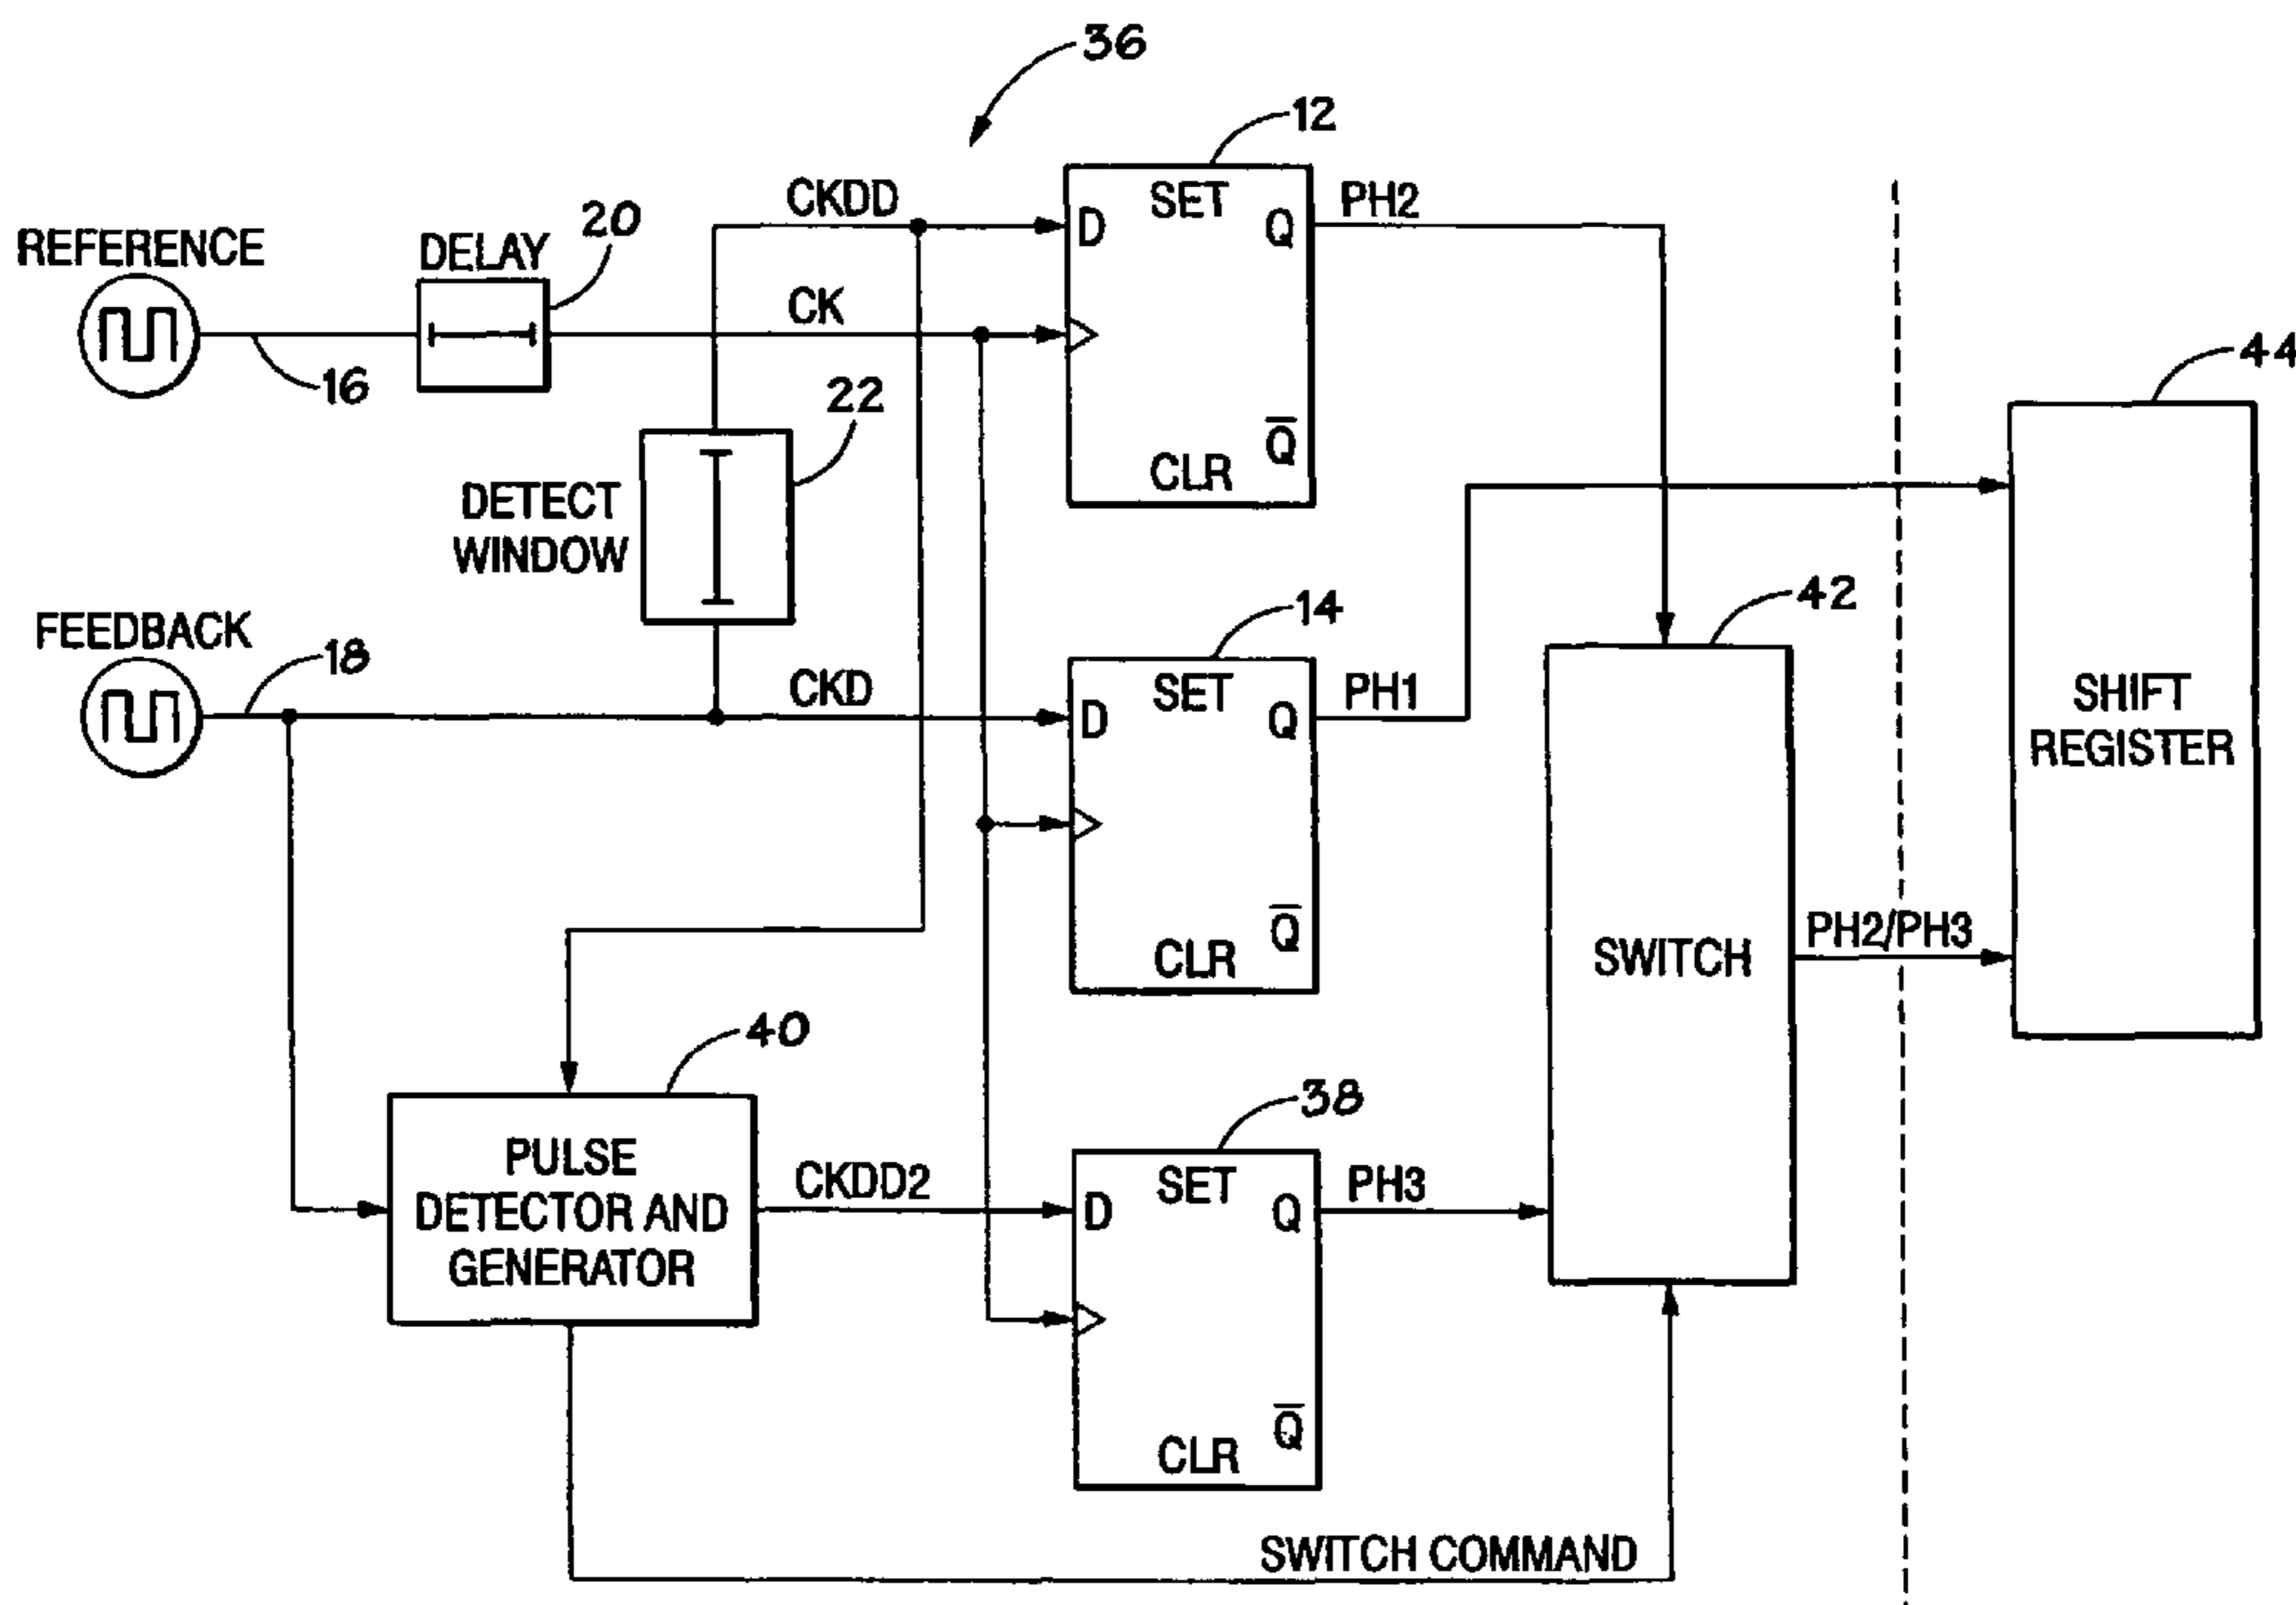 36
12
CKDD
SET
PH2
D
Q
20
REFERENCE
DELAY
CK
16
22
44
Q
CLR
DETECT
WINDOW
14
42
FEEDBACK
18
CKD
SET
PH1
D
Q
SHIFT
REGISTER
Q
CLR
SWITCH
PH2/PH3
40
38
PULSE
DETECTOR AND
GENERATOR
CKDD2
SET
PH3
D
Q
Q
CLR
SWITCH COMMAND